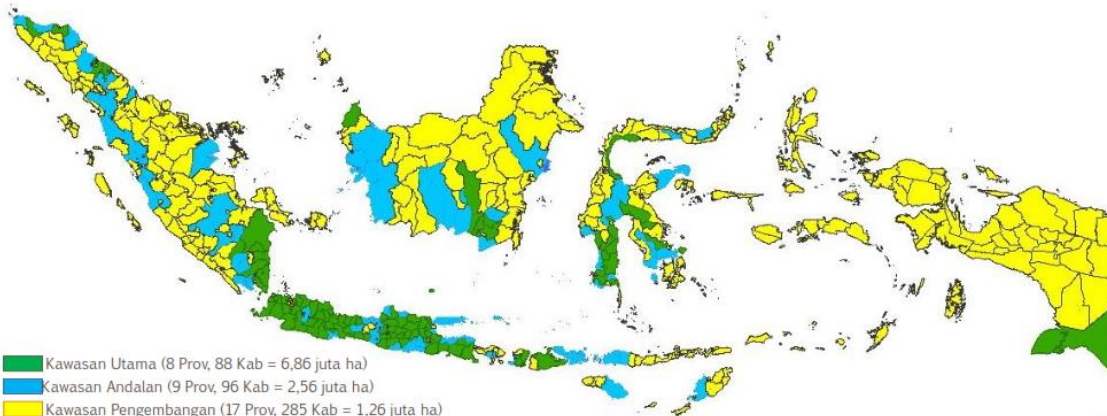 Kawasan Utama (8 Prov, 88 Kab = 6,86 juta ha)
Kawasan Andalan (9 Prov, 96 Kab = 2,56 juta ha)
Kawasan Pengembangan (17 Prov, 285 Kab = 1,26 juta ha)